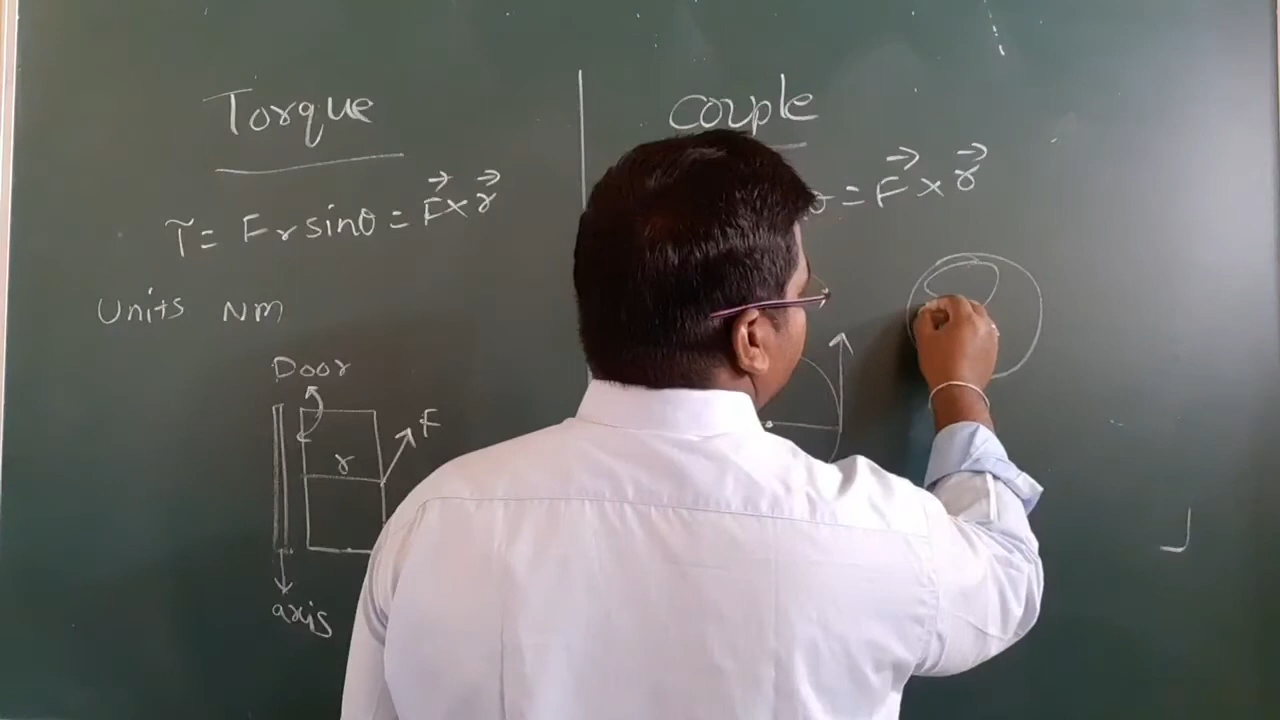 Torque
τ = F r sinθ = F⃗ × r⃗
Units Nm
Door
r
F
axis
Couple
θ = F⃗ × r⃗